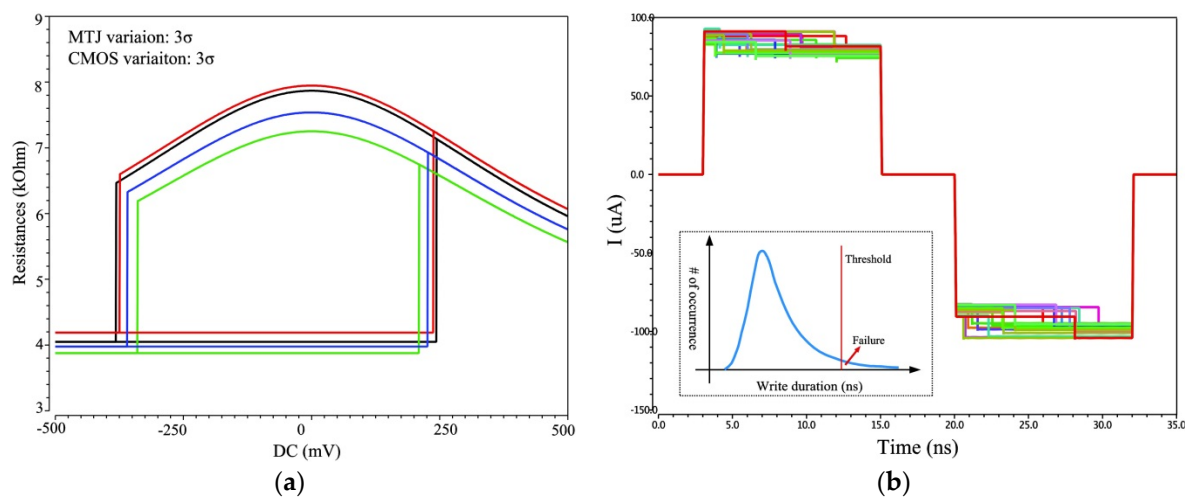 MTJ variaiton: 3σ
CMOS variaiton: 3σ
Resistances (kOhm)
9
8
7
6
5
4
3
-500
-250
0
250
500
DC (mV)
(a)
I (uA)
100.0
50.0
0.0
-50.0
-100.0
-150.0
0.0
5.0
10.0
15.0
20.0
25.0
30.0
35.0
Time (ns)
# of occurrence
Threshold
Failure
Write duration (ns)
(b)